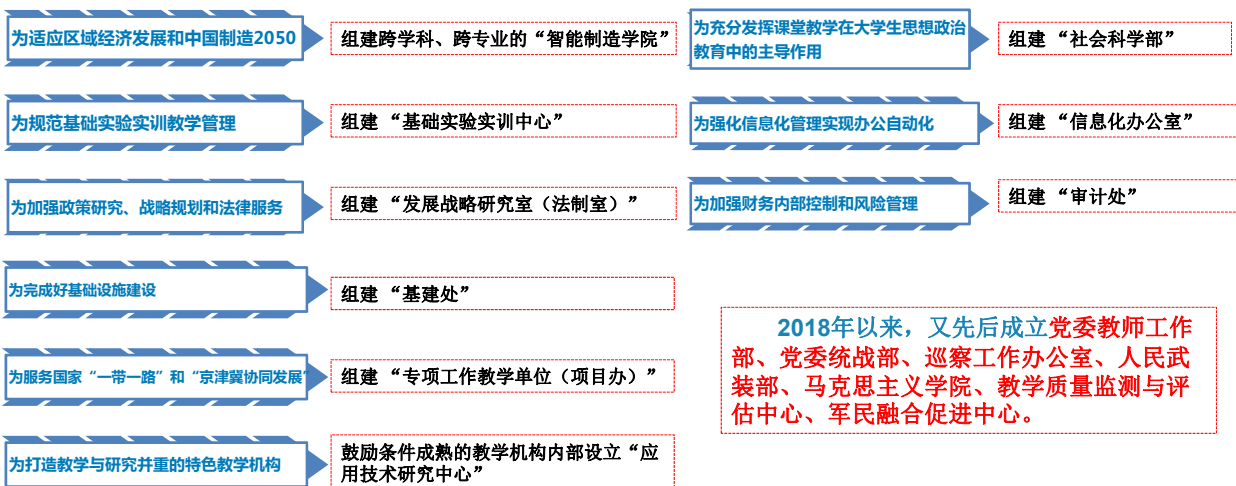 为适应区域经济发展和中国制造2050
组建跨学科、跨专业的“智能制造学院”
为规范基础实验实训教学管理
组建 “基础实验实训中心”
为加强政策研究、战略规划和法律服务
组建 “发展战略研究室（法制室）”
为完成好基础设施建设
组建 “基建处”
为服务国家“一带一路”和“京津冀协同发展”
组建 “专项工作教学单位（项目办）”
为打造教学与研究并重的特色教学机构
鼓励条件成熟的教学机构内部设立“应
用技术研究中心”
为充分发挥课堂教学在大学生思想政治
教育中的主导作用
组建 “社会科学部”
为强化信息化管理实现办公自动化
组建 “信息化办公室”
为加强财务内部控制和风险管理
组建 “审计处”
2018年以来，又先后成立党委教师工作
部、党委统战部、巡察工作办公室、人民武
装部、马克思主义学院、教学质量监测与评
估中心、军民融合促进中心。